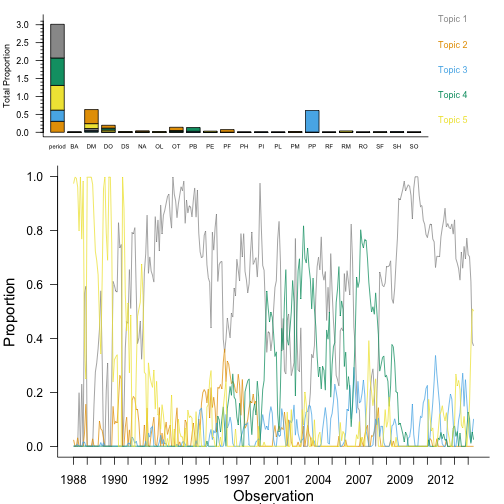 Total Proportion
3.0
2.5
2.0
1.5
1.0
0.5
0.0
period BA DM DO DS NA OL OT PB PE PF PH PI PL PM PP RF RM RO SF SH SO
Topic 1
Topic 2
Topic 3
Topic 4
Topic 5
Proportion
1.0
0.8
0.6
0.4
0.2
0.0
1988 1990 1992 1995 1997 2001 2004 2007 2009 2012
Observation